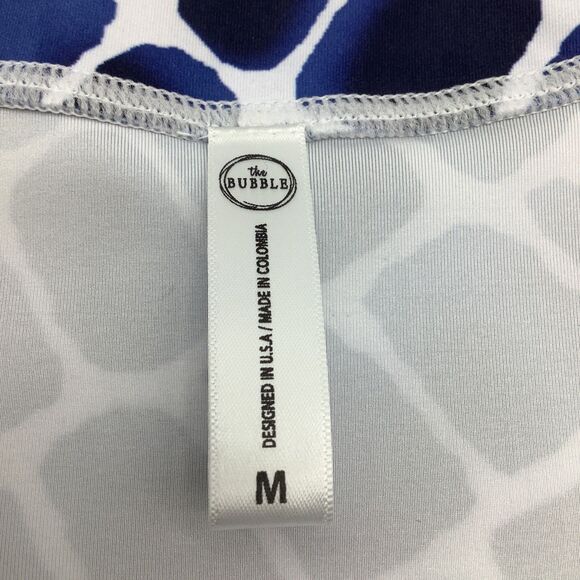 the
BUBBLE
DESIGNED IN U.S.A / MADE IN COLOMBIA
M